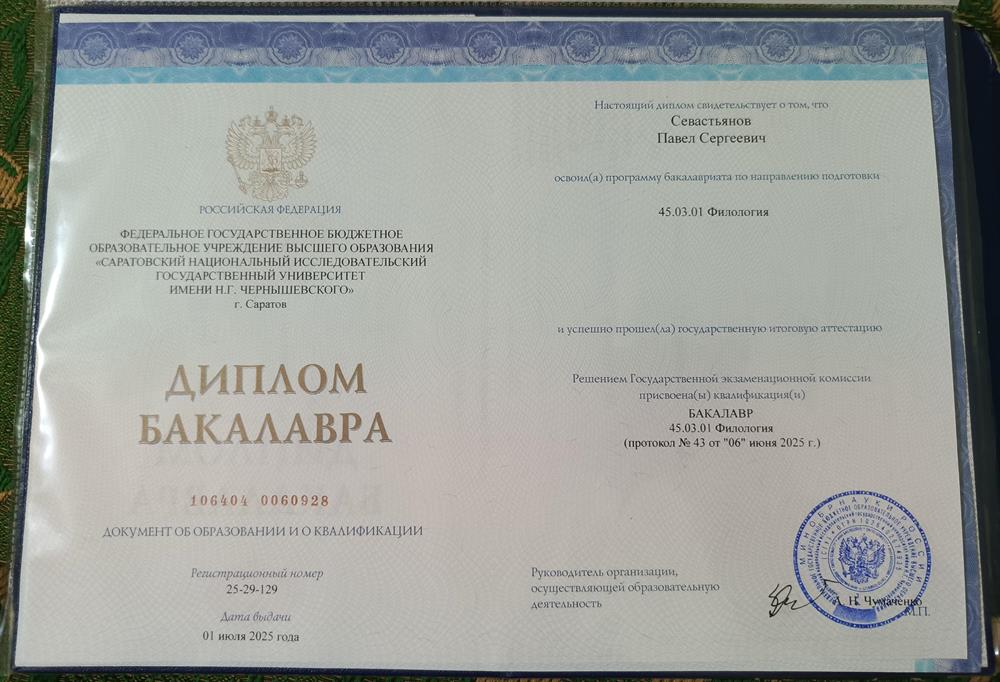 РОССИЙСКАЯ ФЕДЕРАЦИЯ
ФЕДЕРАЛЬНОЕ ГОСУДАРСТВЕННОЕ БЮДЖЕТНОЕ
ОБРАЗОВАТЕЛЬНОЕ УЧРЕЖДЕНИЕ ВЫСШЕГО ОБРАЗОВАНИЯ
«САРАТОВСКИЙ НАЦИОНАЛЬНЫЙ ИССЛЕДОВАТЕЛЬСКИЙ
ГОСУДАРСТВЕННЫЙ УНИВЕРСИТЕТ
ИМЕНИ Н.Г. ЧЕРНЫШЕВСКОГО»
г. Саратов
ДИПЛОМ
БАКАЛАВРА
106404 0060928
ДОКУМЕНТ ОБ ОБРАЗОВАНИИ И О КВАЛИФИКАЦИИ
Регистрационный номер
25-29-129
Дата выдачи
01 июля 2025 года
Настоящий диплом свидетельствует о том, что
Севастьянов
Павел Сергеевич
освоил(а) программу бакалавриата по направлению подготовки
45.03.01 Филология
и успешно прошел(ла) государственную итоговую аттестацию
Решением Государственной экзаменационной комиссии
присвоена(ы) квалификация(и)
БАКАЛАВР
45.03.01 Филология
(протокол № 43 от "06" июня 2025 г.)
Руководитель организации,
осуществляющей образовательную
деятельность
А. Н. Чумаченко
М.П.
МИНОБРНАУКИ РОССИИ